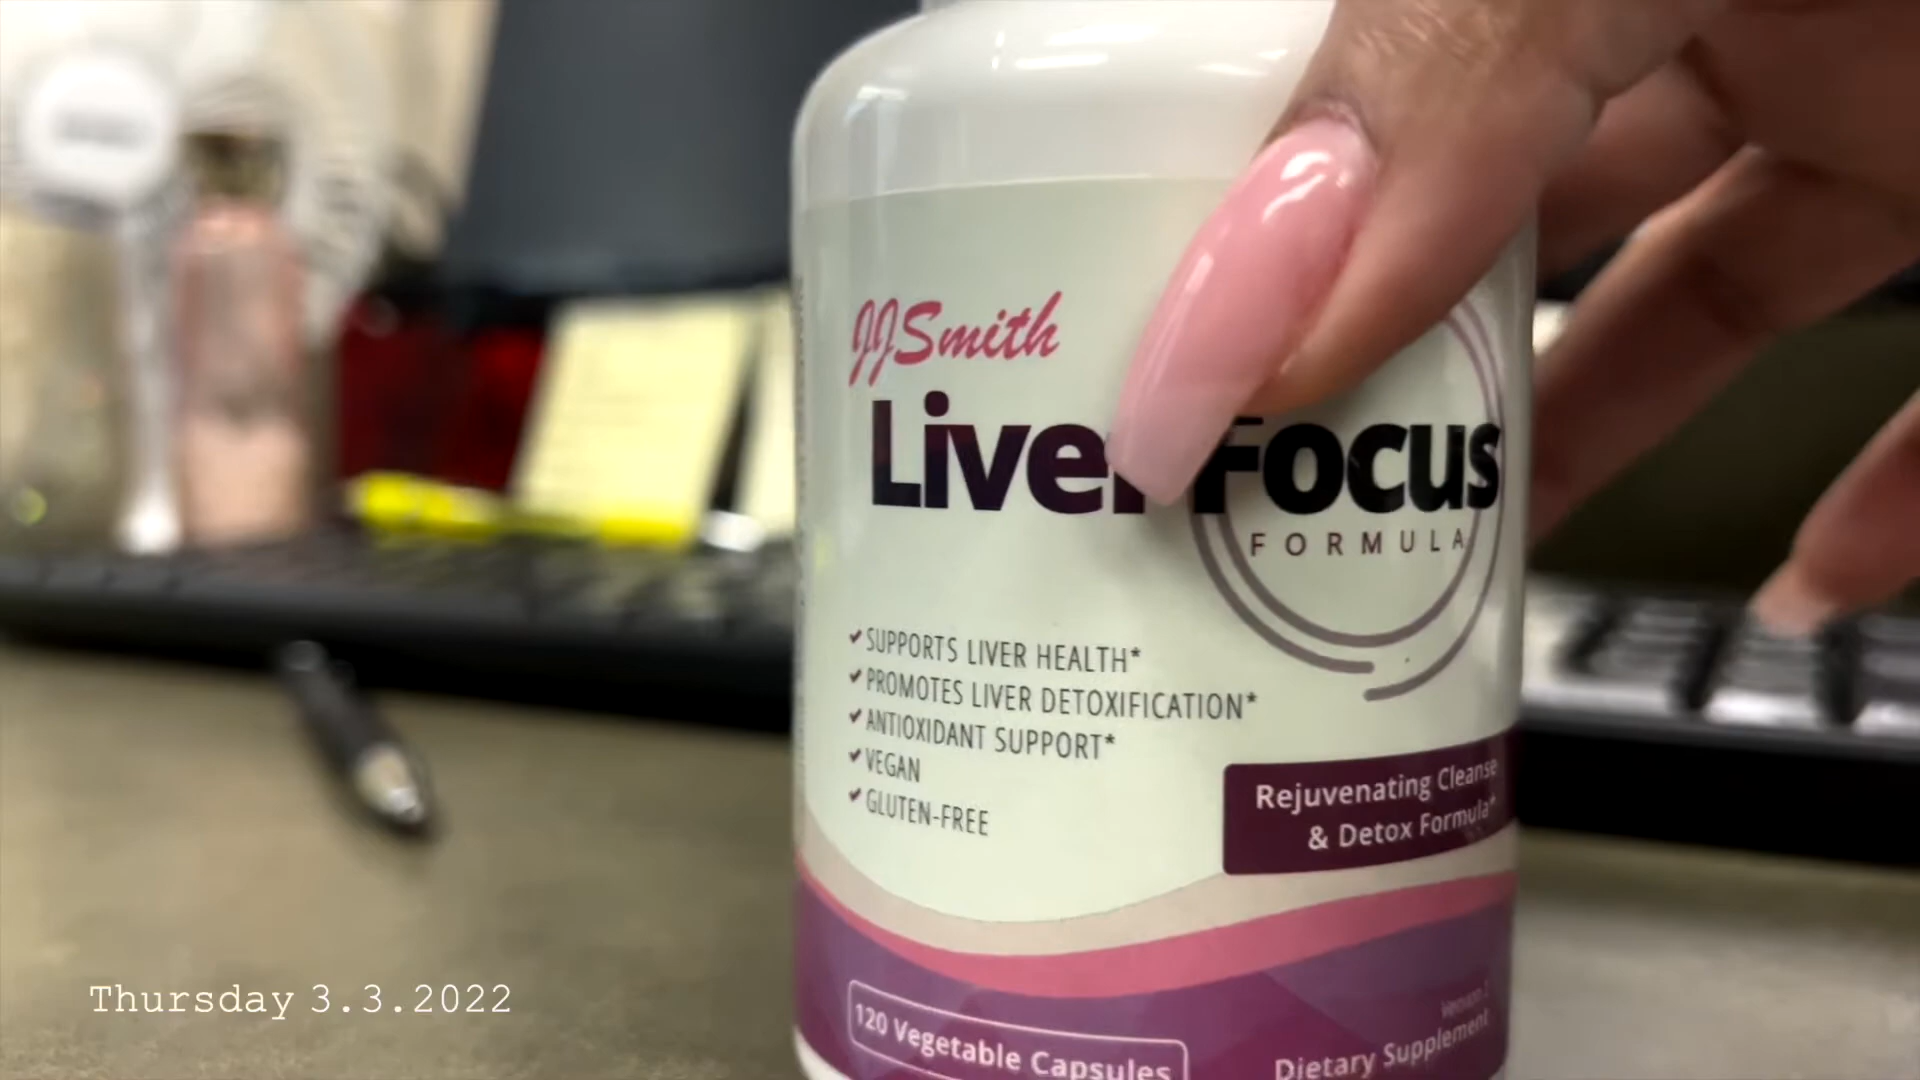 JJSmith
Liver Focus
FORMULA
✔ SUPPORTS LIVER HEALTH*
✔ PROMOTES LIVER DETOXIFICATION*
✔ ANTIOXIDANT SUPPORT*
✔ VEGAN
✔ GLUTEN-FREE
Rejuvenating Cleanse
& Detox Formula*
120 Vegetable Capsules
Dietary Supplement
Thursday 3.3.2022